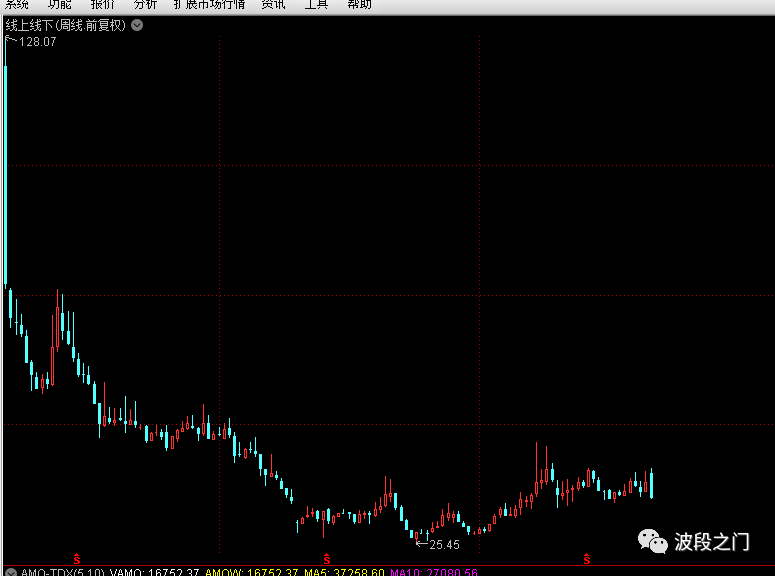 系统 功能 报价 分析 扩展市场行情 资讯 工具 帮助
线上线下(周线.前复权)
128.07
25.45
波段之门
S S S
AMO-TDX(5,10) VAMO: 16752.37 AMOW: 16752.37 MA5: 37258.60 MA10: 27080.56